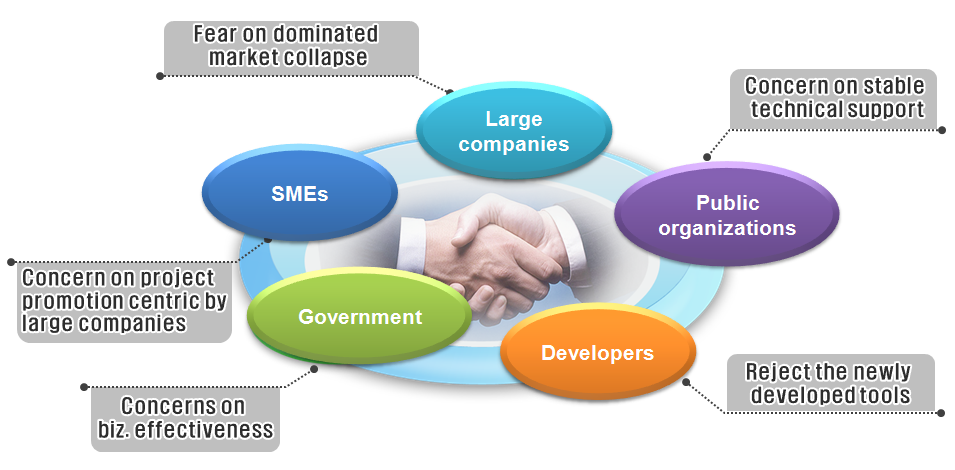 Fear on dominated
market collapse
Large
companies
Concern on stable
technical support
SMEs
Public
organizations
Concern on project
promotion centric by
large companies
Government
Developers
Concerns on
biz. effectiveness
Reject the newly
developed tools